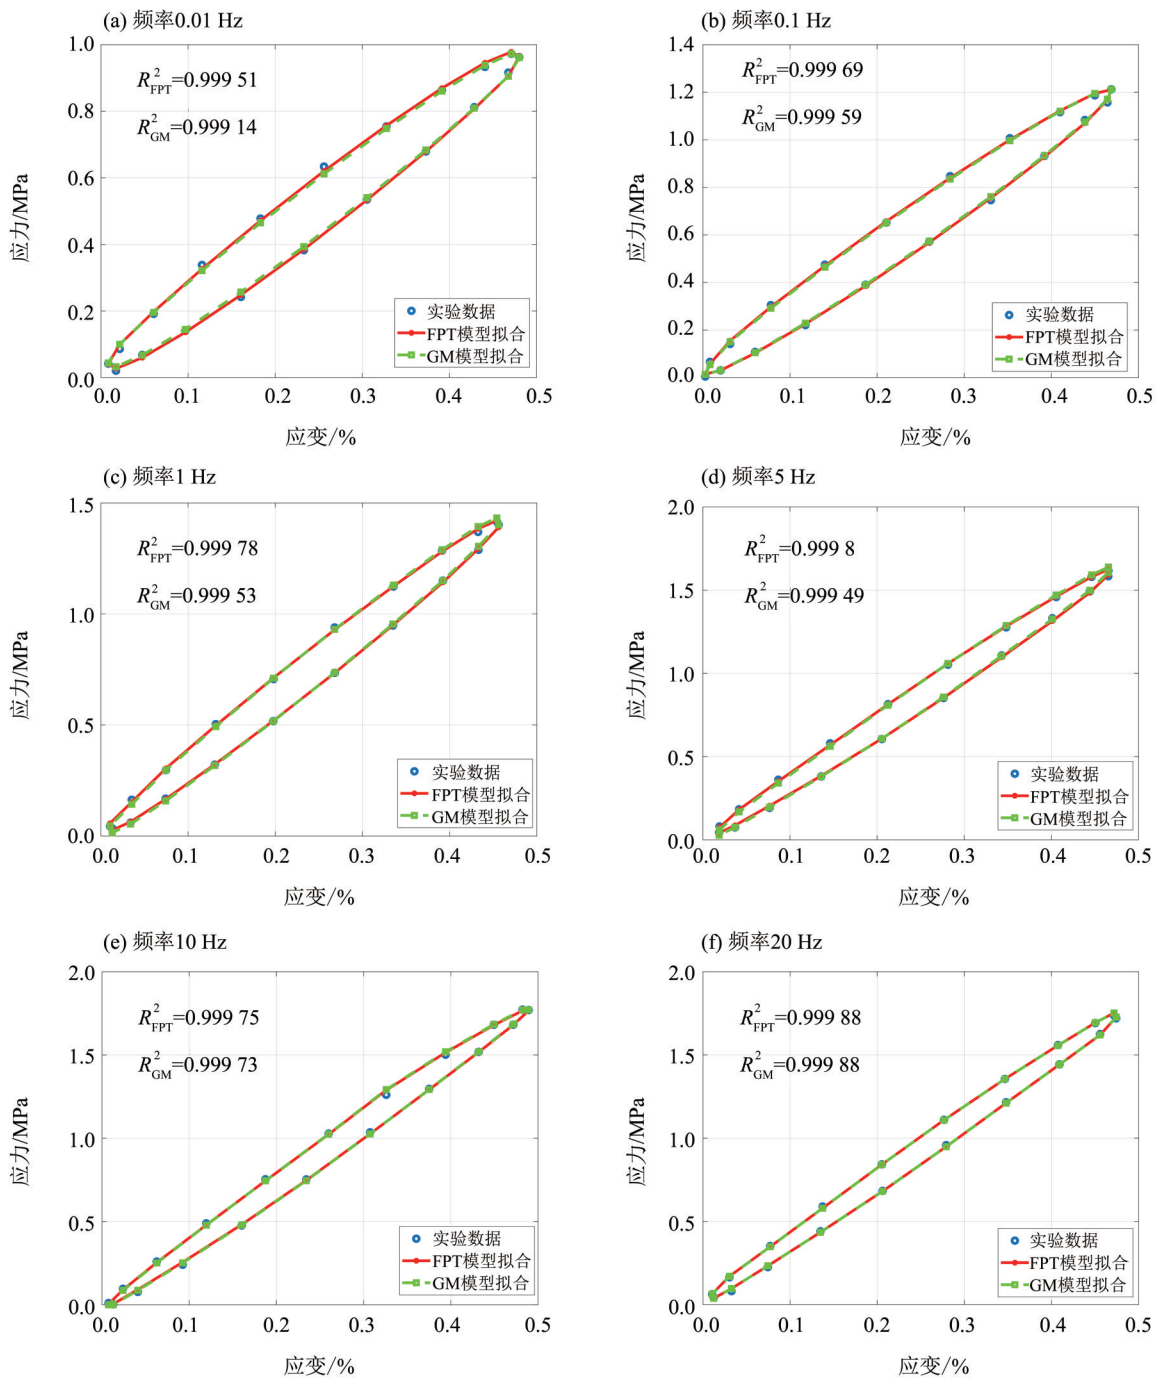 (a) 频率0.01 Hz
R²FPT=0.999 51
R²GM=0.999 14
应力/MPa
1.0
0.8
0.6
0.4
0.2
0.0
实验数据
FPT模型拟合
GM模型拟合
0.0 0.1 0.2 0.3 0.4 0.5
应变/%
(b) 频率0.1 Hz
R²FPT=0.999 69
R²GM=0.999 59
应力/MPa
1.4
1.2
1.0
0.8
0.6
0.4
0.2
0.0
实验数据
FPT模型拟合
GM模型拟合
0.0 0.1 0.2 0.3 0.4 0.5
应变/%
(c) 频率1 Hz
R²FPT=0.999 78
R²GM=0.999 53
应力/MPa
1.5
1.0
0.5
0.0
实验数据
FPT模型拟合
GM模型拟合
0.0 0.1 0.2 0.3 0.4 0.5
应变/%
(d) 频率5 Hz
R²FPT=0.999 8
R²GM=0.999 49
应力/MPa
2.0
1.5
1.0
0.5
0.0
实验数据
FPT模型拟合
GM模型拟合
0.0 0.1 0.2 0.3 0.4 0.5
应变/%
(e) 频率10 Hz
R²FPT=0.999 75
R²GM=0.999 73
应力/MPa
2.0
1.5
1.0
0.5
0.0
实验数据
FPT模型拟合
GM模型拟合
0.0 0.1 0.2 0.3 0.4 0.5
应变/%
(f) 频率20 Hz
R²FPT=0.999 88
R²GM=0.999 88
应力/MPa
2.0
1.5
1.0
0.5
0.0
实验数据
FPT模型拟合
GM模型拟合
0.0 0.1 0.2 0.3 0.4 0.5
应变/%